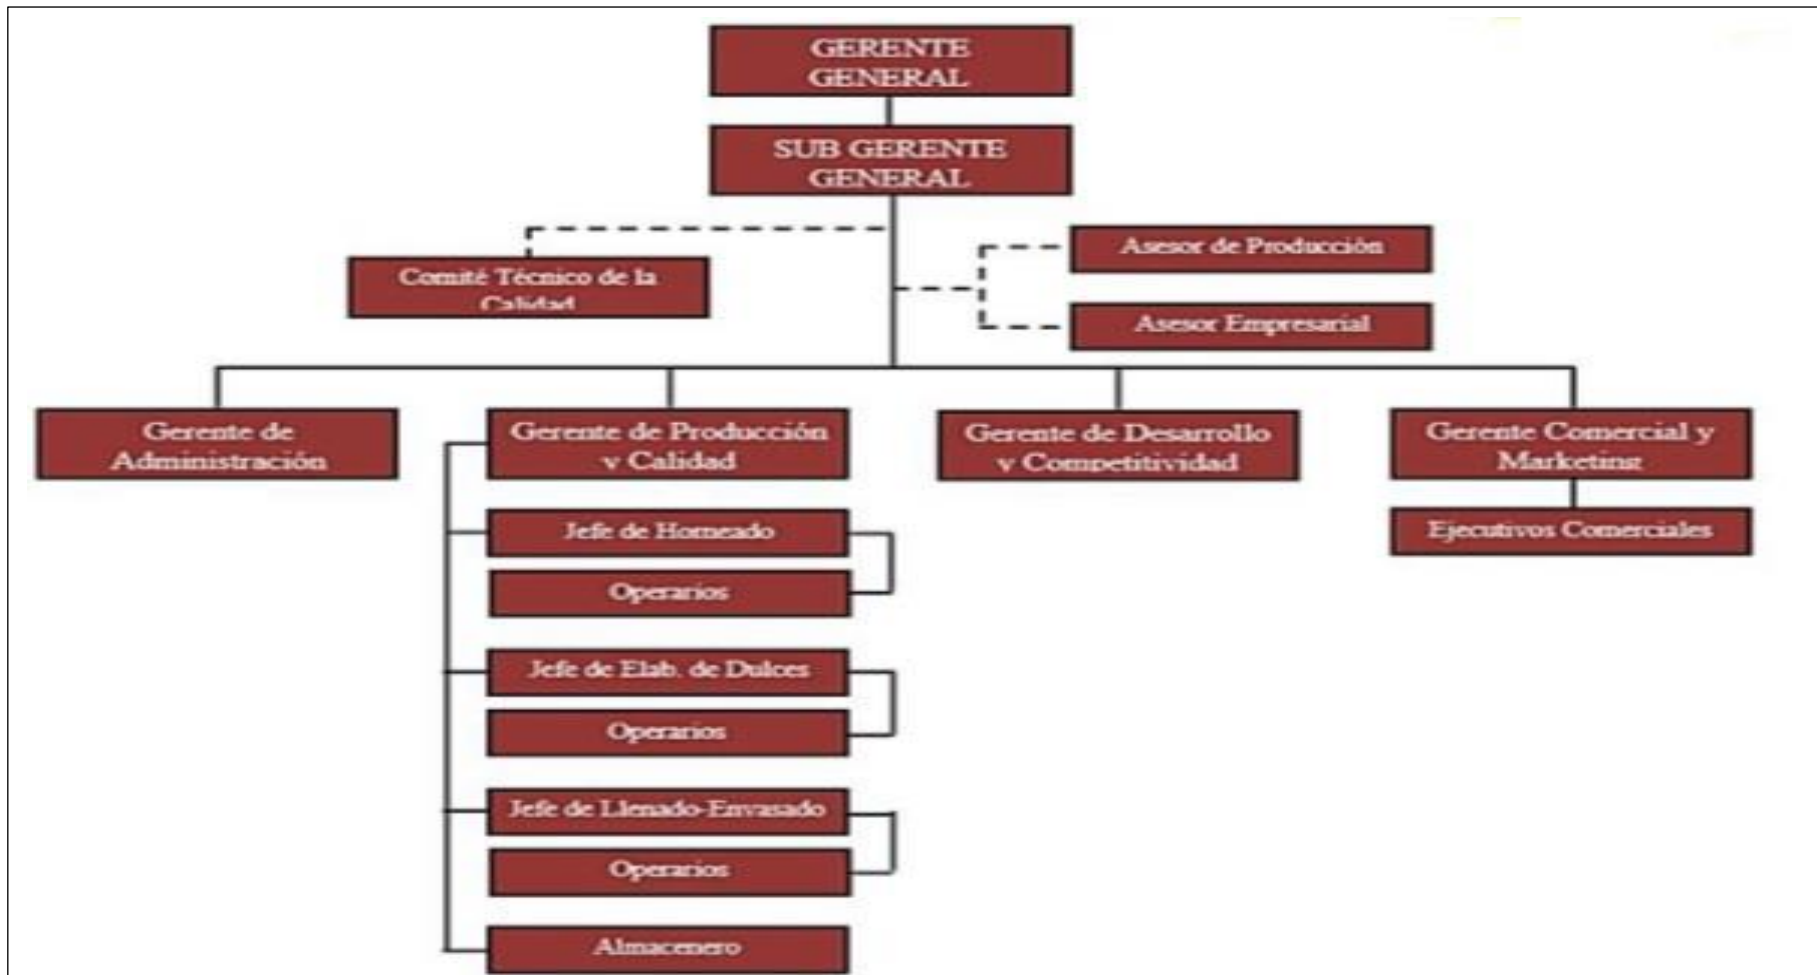 GERENTE
GENERAL
SUB GERENTE
GENERAL
Comité Técnico de la
Calidad
Asesor de Producción
Asesor Empresarial
Gerente de
Administración
Gerente de Producción
y Calidad
Gerente de Desarrollo
y Competitividad
Gerente Comercial y
Marketing
Jefe de Horneado
Operarios
Jefe de Elab. de Dulces
Operarios
Jefe de Llenado-Envasado
Operarios
Almacenero
Ejecutivos Comerciales